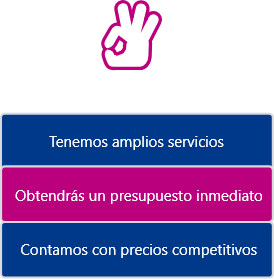 Tenemos amplios servicios
Obtendrás un presupuesto inmediato
Contamos con precios competitivos